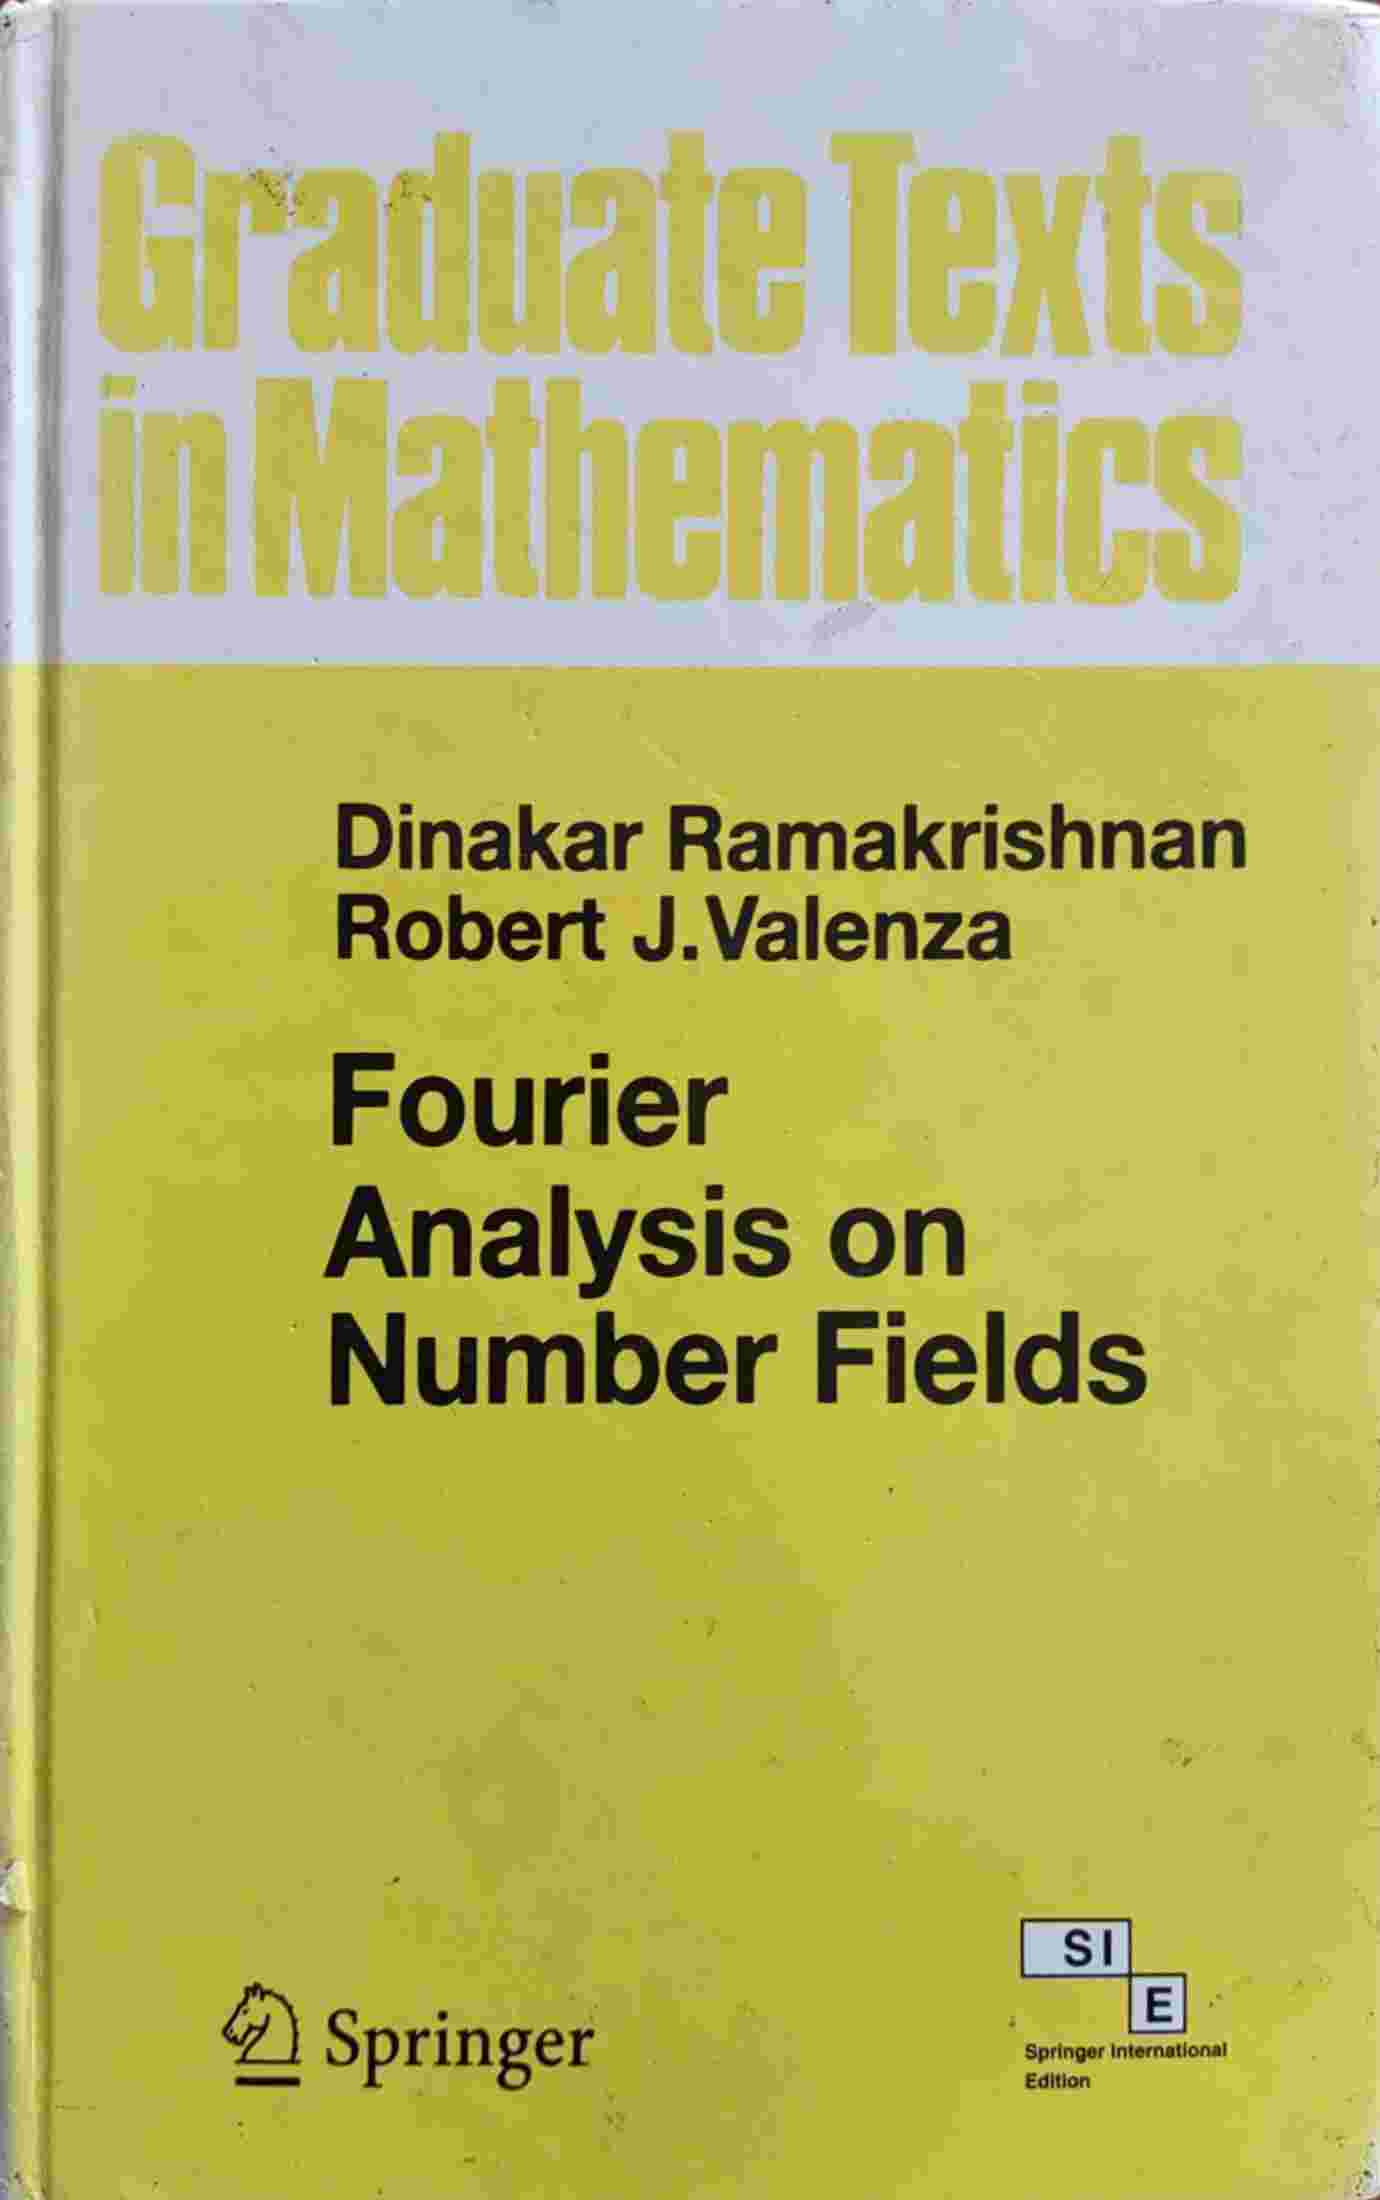 Graduate Texts
in Mathematics
Dinakar Ramakrishnan
Robert J. Valenza
Fourier
Analysis on
Number Fields
Springer
SI
E
Springer International
Edition